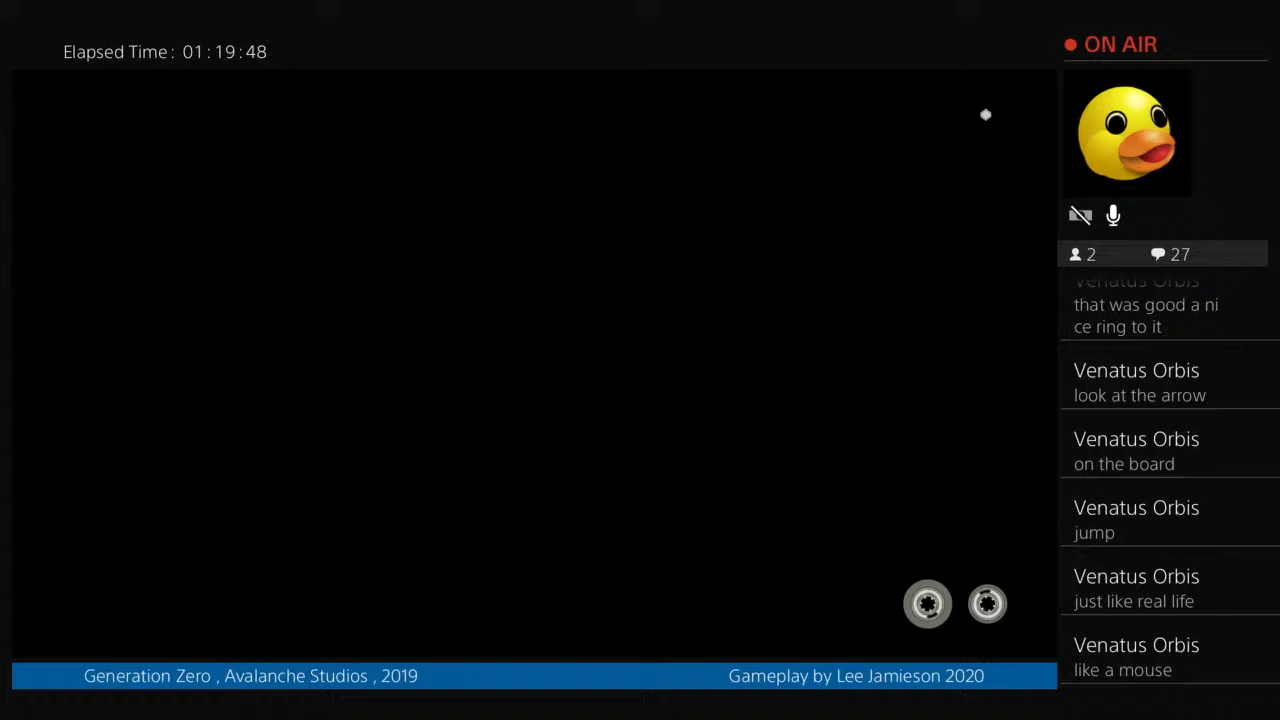 Elapsed Time: 01:19:48
ON AIR
2 27
Venatus Orbis
that was good a ni
ce ring to it
Venatus Orbis
look at the arrow
Venatus Orbis
on the board
Venatus Orbis
jump
Venatus Orbis
just like real life
Venatus Orbis
like a mouse
Generation Zero , Avalanche Studios , 2019
Gameplay by Lee Jamieson 2020